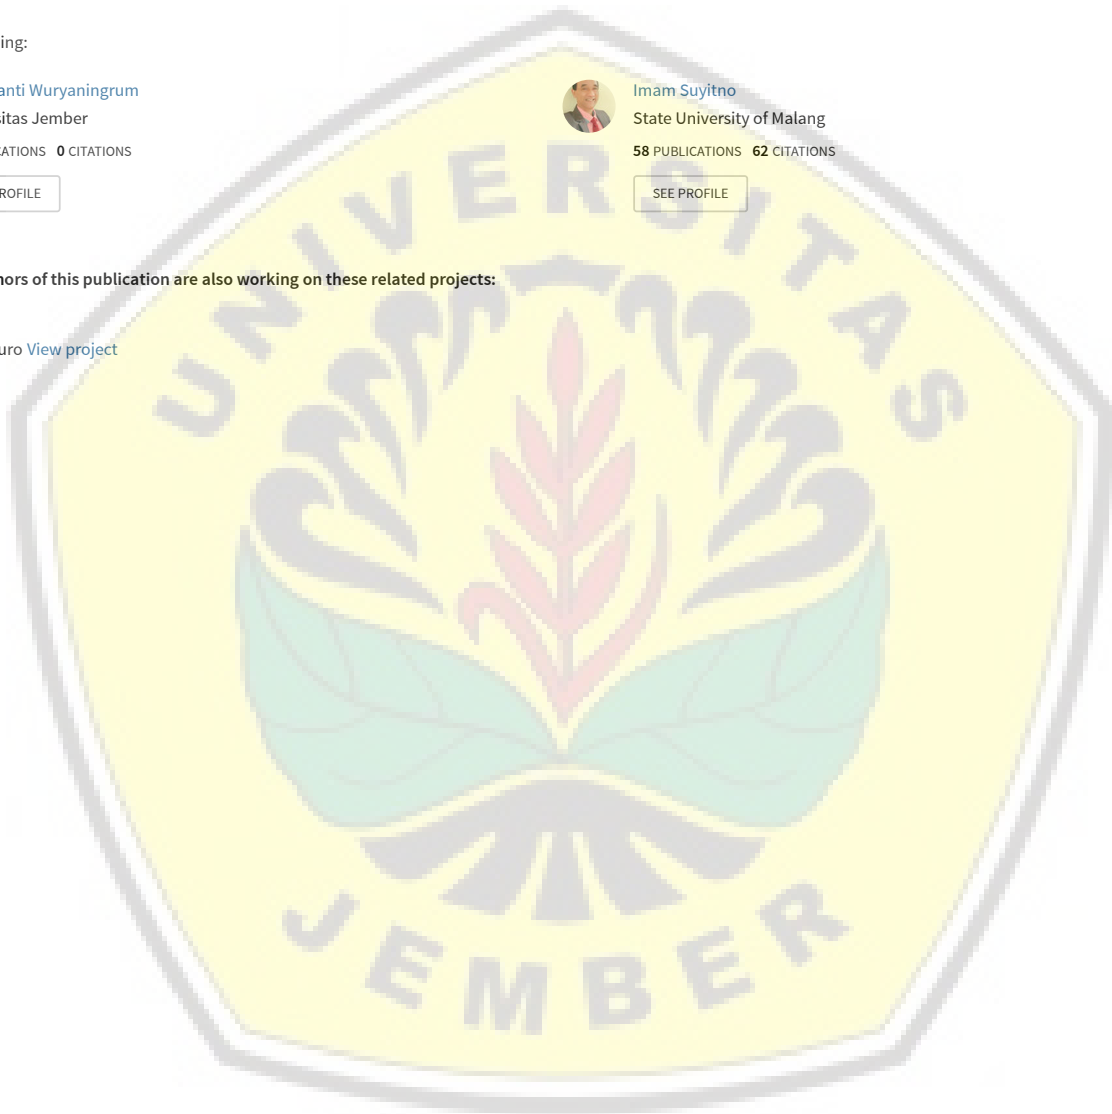 ing:
anti Wuryaningrum
Imam Suyitno
sitas Jember
State University of Malang
CATIONS 0 CITATIONS
58 PUBLICATIONS 62 CITATIONS
ROFILE
SEE PROFILE
UNIVERSITAS
hors of this publication are also working on these related projects:
uro View project
JEMBER